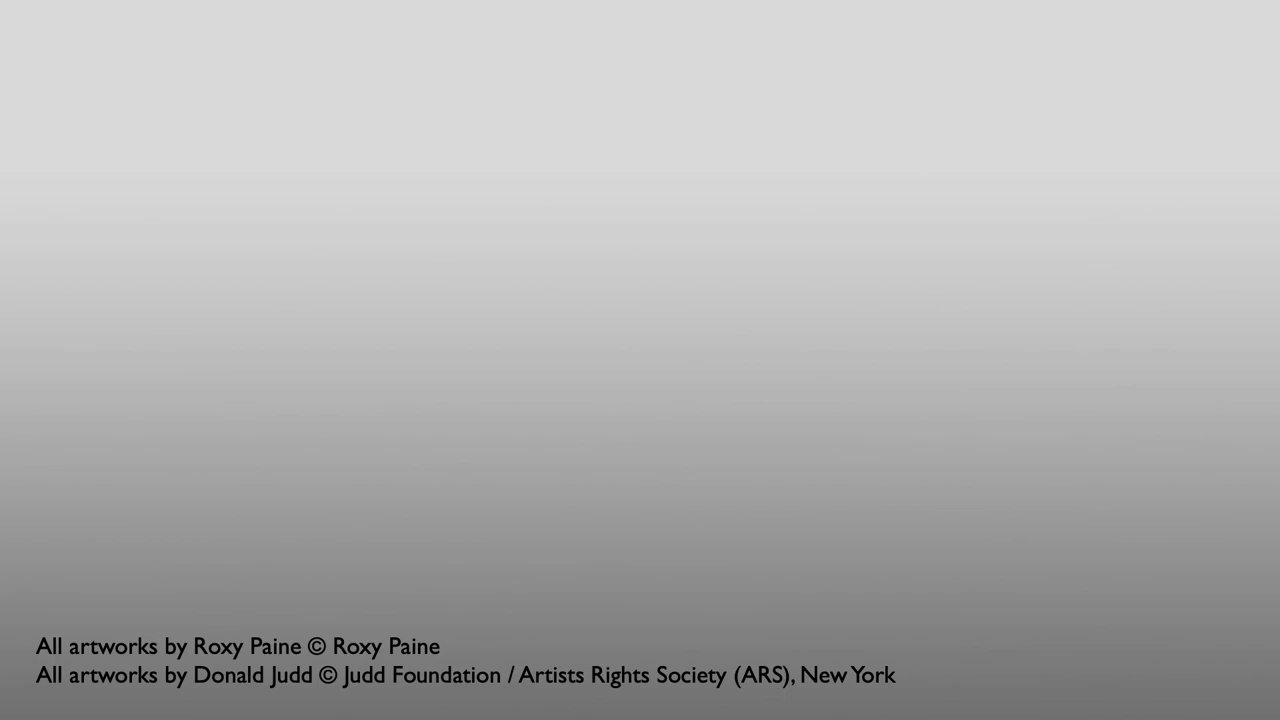 All artworks by Roxy Paine © Roxy Paine
All artworks by Donald Judd © Judd Foundation / Artists Rights Society (ARS), New York